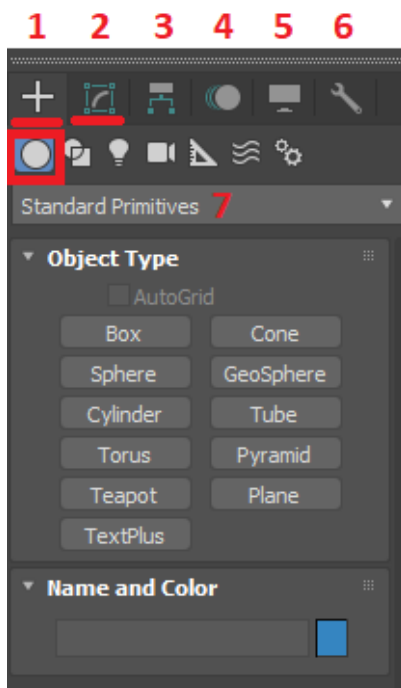 1 2 3 4 5 6
Standard Primitives 7
Object Type
AutoGrid
Box Cone
Sphere GeoSphere
Cylinder Tube
Torus Pyramid
Teapot Plane
TextPlus
Name and Color